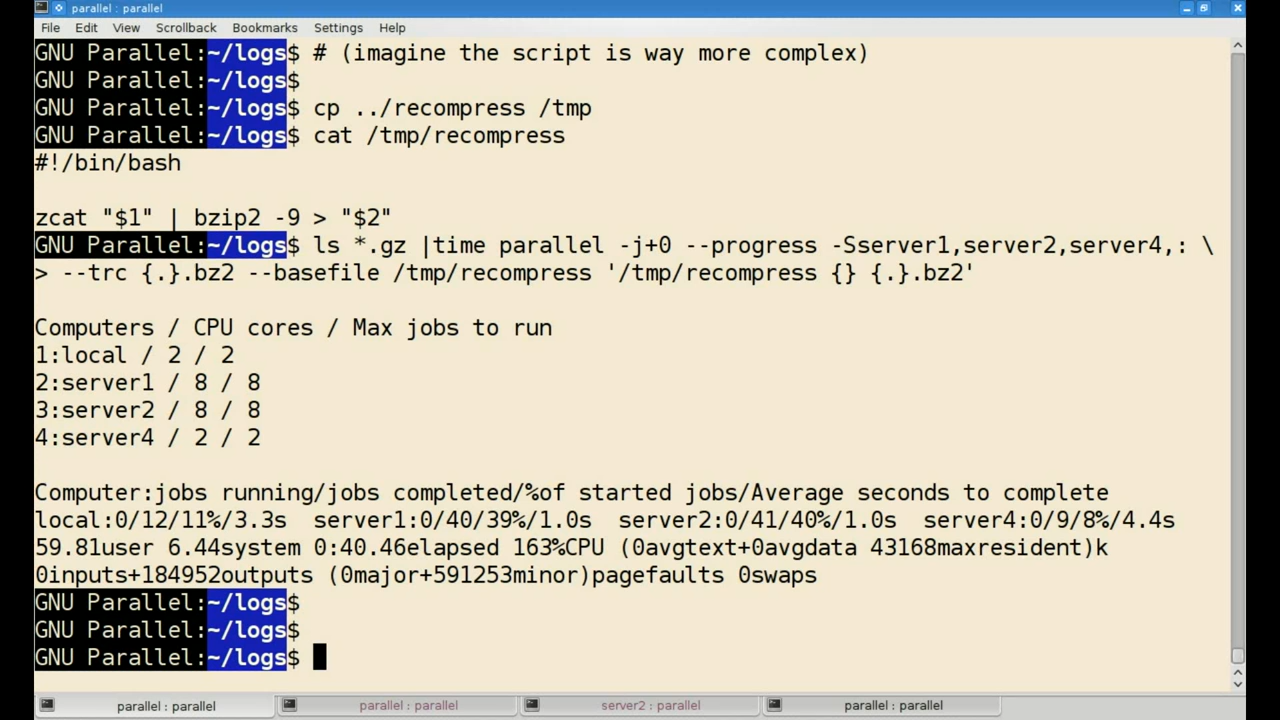 parallel : parallel
File Edit View Scrollback Bookmarks Settings Help
GNU Parallel:~/logs$ # (imagine the script is way more complex)
GNU Parallel:~/logs$
GNU Parallel:~/logs$ cp ../recompress /tmp
GNU Parallel:~/logs$ cat /tmp/recompress
#!/bin/bash
zcat "$1" | bzip2 -9 > "$2"
GNU Parallel:~/logs$ ls *.gz |time parallel -j+0 --progress -Sserver1,server2,server4,: \
> --trc {.}.bz2 --basefile /tmp/recompress '/tmp/recompress {} {.}.bz2'
Computers / CPU cores / Max jobs to run
1:local / 2 / 2
2:server1 / 8 / 8
3:server2 / 8 / 8
4:server4 / 2 / 2
Computer:jobs running/jobs completed/%of started jobs/Average seconds to complete
local:0/12/11%/3.3s  server1:0/40/39%/1.0s  server2:0/41/40%/1.0s  server4:0/9/8%/4.4s
59.81user 6.44system 0:40.46elapsed 163%CPU (0avgtext+0avgdata 43168maxresident)k
0inputs+184952outputs (0major+591253minor)pagefaults 0swaps
GNU Parallel:~/logs$
GNU Parallel:~/logs$
GNU Parallel:~/logs$
parallel : parallel parallel : parallel server2 : parallel parallel : parallel